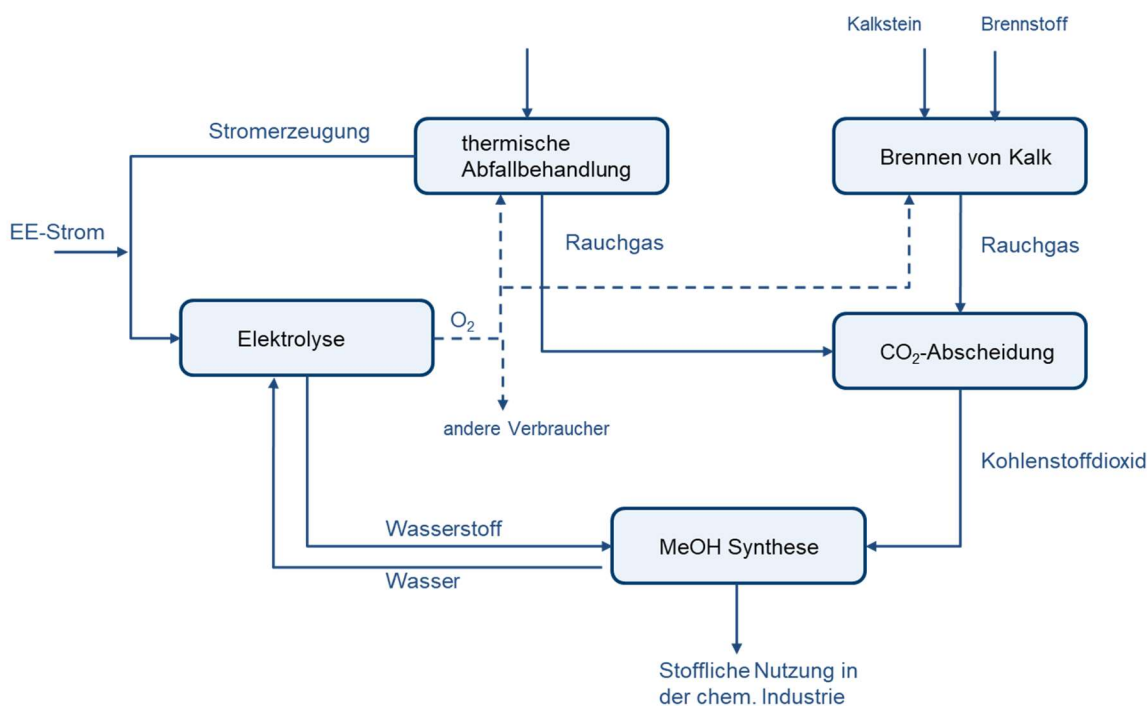 Kalkstein
Brennstoff
Stromerzeugung
thermische
Abfallbehandlung
Brennen von Kalk
EE-Strom
Rauchgas
Rauchgas
Elektrolyse
O₂
CO₂-Abscheidung
andere Verbraucher
Kohlenstoffdioxid
Wasserstoff
MeOH Synthese
Wasser
Stoffliche Nutzung in
der chem. Industrie